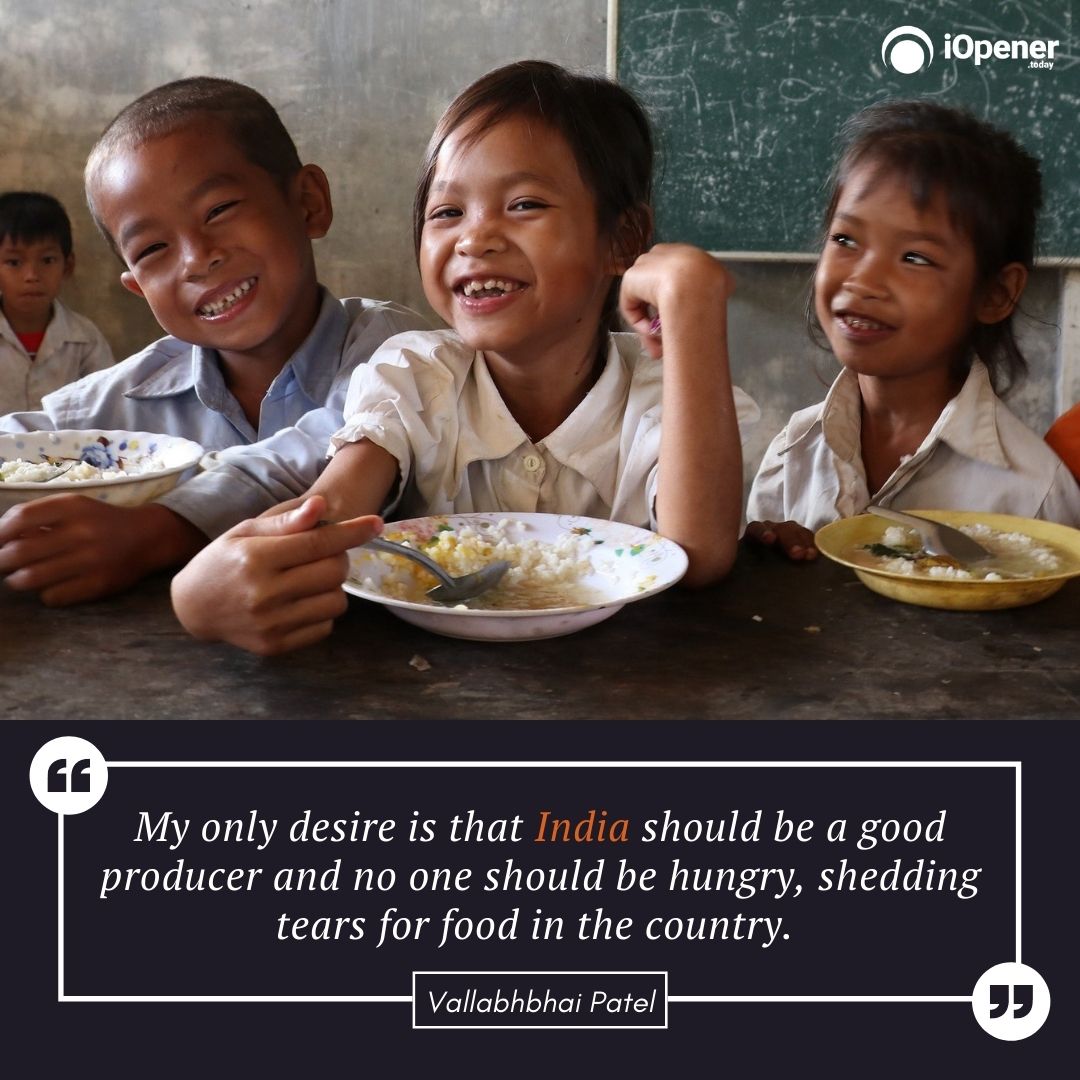 iOpener
.today
My only desire is that India should be a good
producer and no one should be hungry, shedding
tears for food in the country.
Vallabhbhai Patel